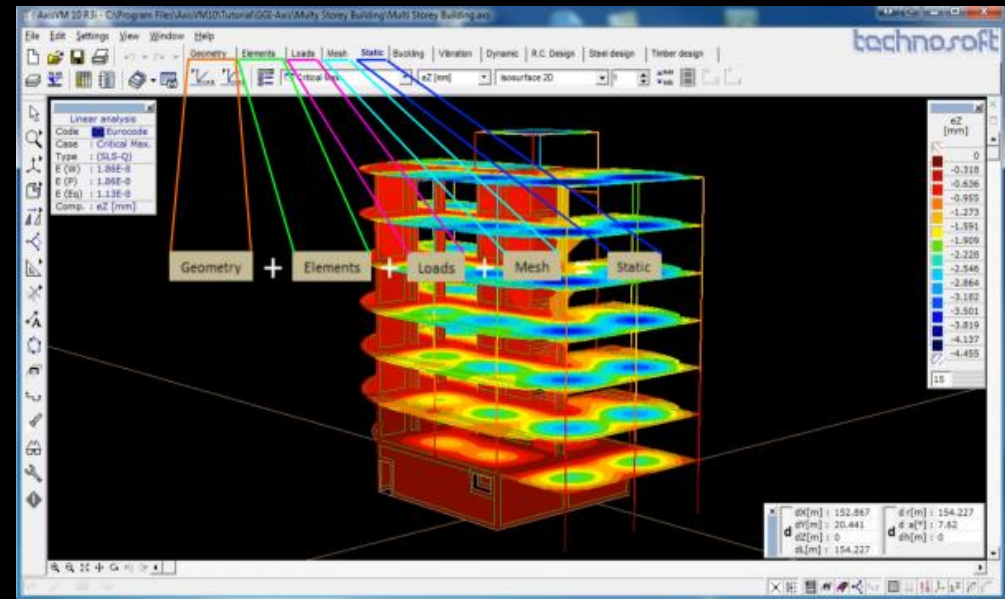 AxisVM 10 R3i - C:\Program Files\AxisVM10\Tutorial\GGI-Axis\Multy Storey Building\Multi Storey Building.axs
File Edit Settings View Window Help
technosoft
Geometry Elements Loads Mesh Static Buckling Vibration Dynamic R.C. Design Steel design Timber design
Critical Max. eZ [mm] Isosurface 2D 1
Linear analysis
Code Eurocode
Case : Critical Max.
Type : (SLS-Q)
E (W) : 1.86E-8
E (P) : 1.86E-8
E (Eq) : 1.13E-8
Comp. : eZ [mm]
eZ
[mm]
0
-0.318
-0.636
-0.955
-1.273
-1.591
-1.909
-2.228
-2.546
-2.864
-3.182
-3.501
-3.819
-4.137
-4.455
15
Geometry + Elements + Loads + Mesh = Static
d
dX[m] : 152.867
dY[m] : 20.441
dZ[m] : 0
dL[m] : 154.227
d
d r[m] : 154.227
d a[°] : 7.62
dh[m] : 0